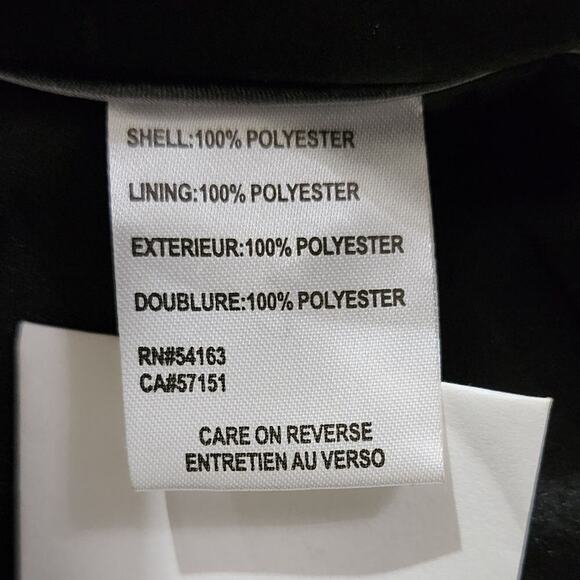 SHELL:100% POLYESTER
LINING:100% POLYESTER
EXTERIEUR:100% POLYESTER
DOUBLURE:100% POLYESTER
RN#54163
CA#57151
CARE ON REVERSE
ENTRETIEN AU VERSO